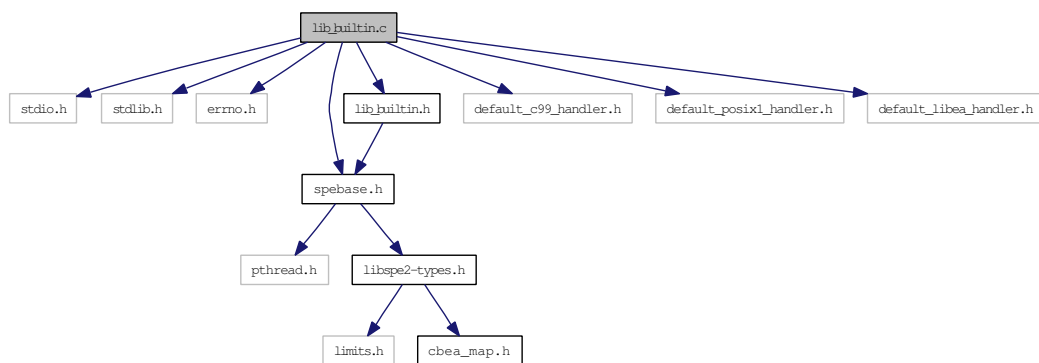 lib_builtin.c
stdio.h
stdlib.h
errno.h
lib_builtin.h
default_c99_handler.h
default_posix1_handler.h
default_libea_handler.h
spebase.h
pthread.h
libspe2-types.h
limits.h
cbea_map.h